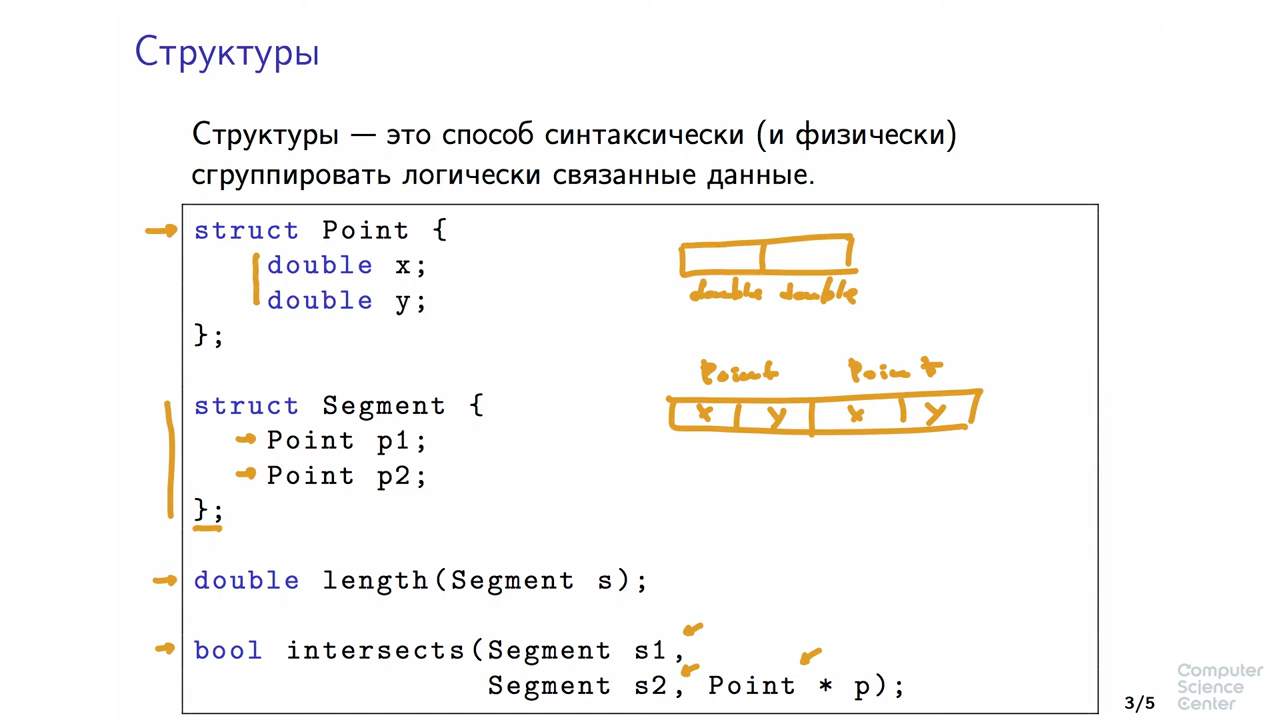 Структуры
Структуры — это способ синтаксически (и физически)
сгруппировать логически связанные данные.
struct Point {
double x;
double y;
};
double double
struct Segment {
Point p1;
Point p2;
};
Point Point
x y x y
double length(Segment s);
bool intersects(Segment s1,
Segment s2, Point * p);
3/5
Computer
Science
Center